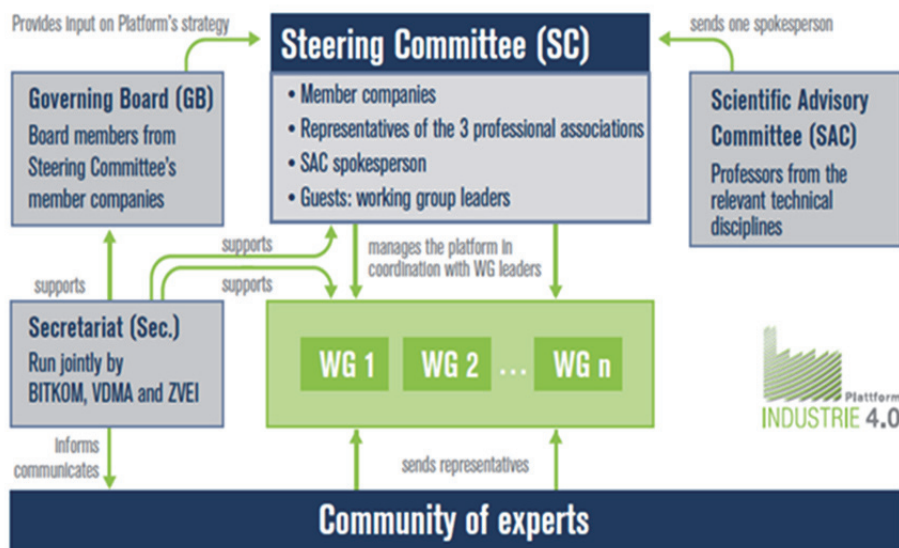 Provides input on Platform's strategy
Steering Committee (SC)
sends one spokesperson
Governing Board (GB)
Board members from
Steering Committee's
member companies
• Member companies
• Representatives of the 3 professional associations
• SAC spokesperson
• Guests: working group leaders
Scientific Advisory
Committee (SAC)
Professors from the
relevant technical
disciplines
supports
supports
supports
manages the platform in
coordination with WG leaders
Secretariat (Sec.)
Run jointly by
BITKOM, VDMA and ZVEI
WG 1
WG 2
...
WG n
Plattform
INDUSTRIE 4.0
Informs
communicates
sends representatives
Community of experts